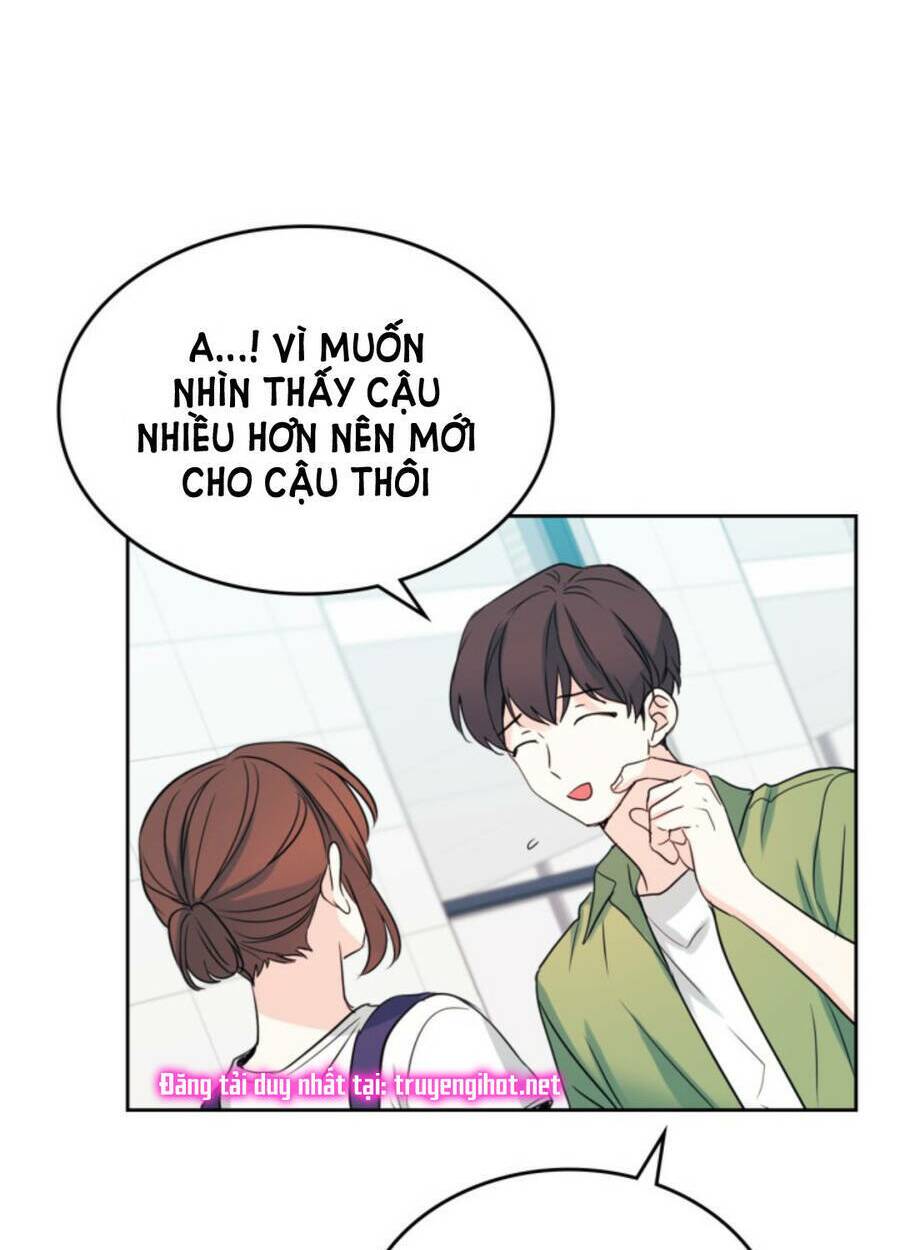 A...! VÌ MUỐN
NHÌN THẤY CẬU
NHIỀU HƠN NÊN MỚI
CHO CẬU THÔI
Đăng tải duy nhất tại: truyengihot.net